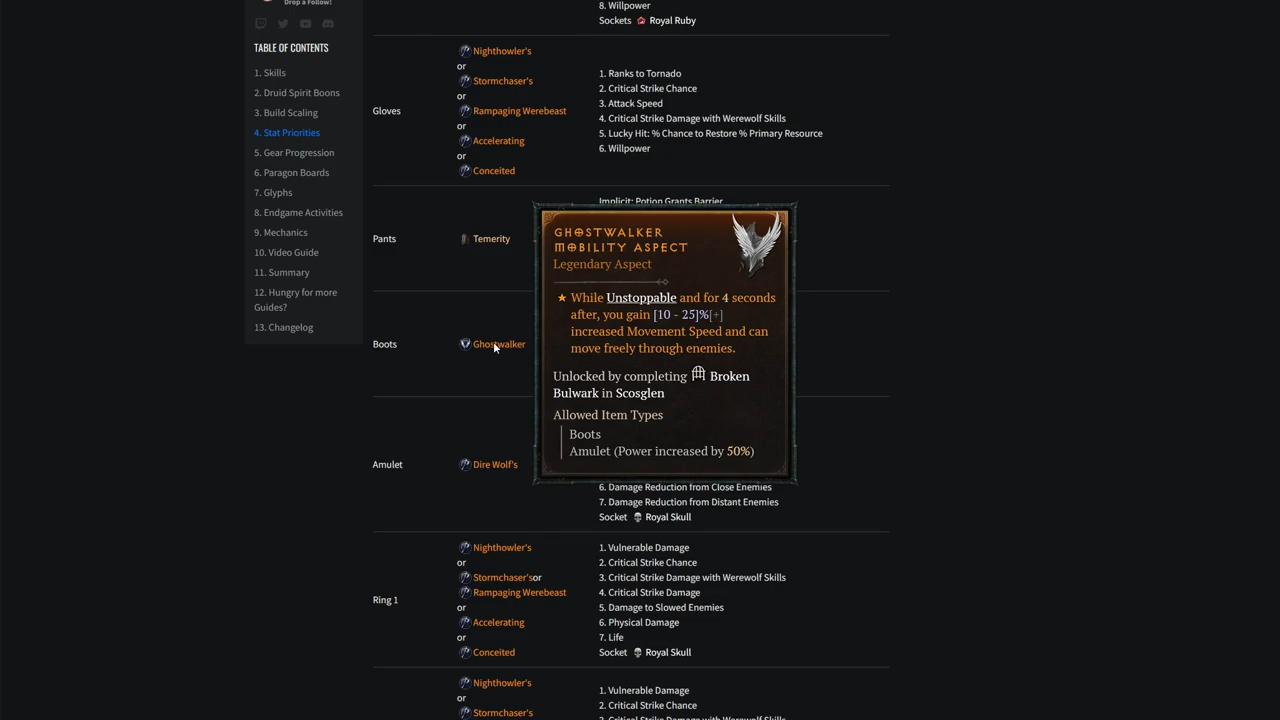 Drop a Follow!
TABLE OF CONTENTS
1. Skills
2. Druid Spirit Boons
3. Build Scaling
4. Stat Priorities
5. Gear Progression
6. Paragon Boards
7. Glyphs
8. Endgame Activities
9. Mechanics
10. Video Guide
11. Summary
12. Hungry for more
Guides?
13. Changelog
8. Willpower
Sockets Royal Ruby
Gloves
Nighthowler's
or
Stormchaser's
or
Rampaging Werebeast
or
Accelerating
or
Conceited
1. Ranks to Tornado
2. Critical Strike Chance
3. Attack Speed
4. Critical Strike Damage with Werewolf Skills
5. Lucky Hit: % Chance to Restore % Primary Resource
6. Willpower
Pants
Temerity
Implicit: Potion Grants Barrier
Boots
Ghostwalker
GHOSTWALKER
MOBILITY ASPECT
Legendary Aspect
While Unstoppable and for 4 seconds
after, you gain [10 - 25]%[+]
increased Movement Speed and can
move freely through enemies.
Unlocked by completing Broken
Bulwark in Scosglen
Allowed Item Types
Boots
Amulet (Power increased by 50%)
Amulet
Dire Wolf's
6. Damage Reduction from Close Enemies
7. Damage Reduction from Distant Enemies
Socket Royal Skull
Ring 1
Nighthowler's
or
Stormchaser'sor
Rampaging Werebeast
or
Accelerating
or
Conceited
1. Vulnerable Damage
2. Critical Strike Chance
3. Critical Strike Damage with Werewolf Skills
4. Critical Strike Damage
5. Damage to Slowed Enemies
6. Physical Damage
7. Life
Socket Royal Skull
Nighthowler's
or
Stormchaser's
1. Vulnerable Damage
2. Critical Strike Chance
3. Critical Strike Damage with Werewolf Skills